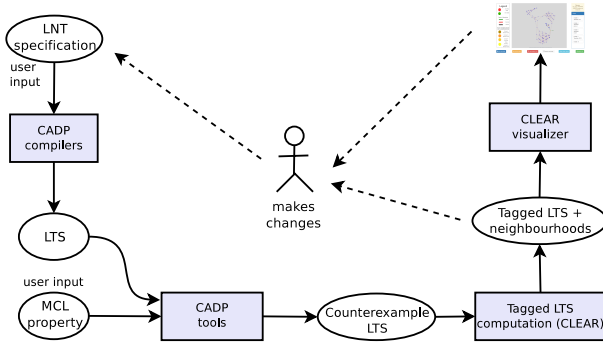 LNT
specification
user
input
CADP
compilers
LTS
user input
MCL
property
CADP
tools
Counterexample
LTS
Tagged LTS
computation (CLEAR)
Tagged LTS +
neighbourhoods
CLEAR
visualizer
makes
changes